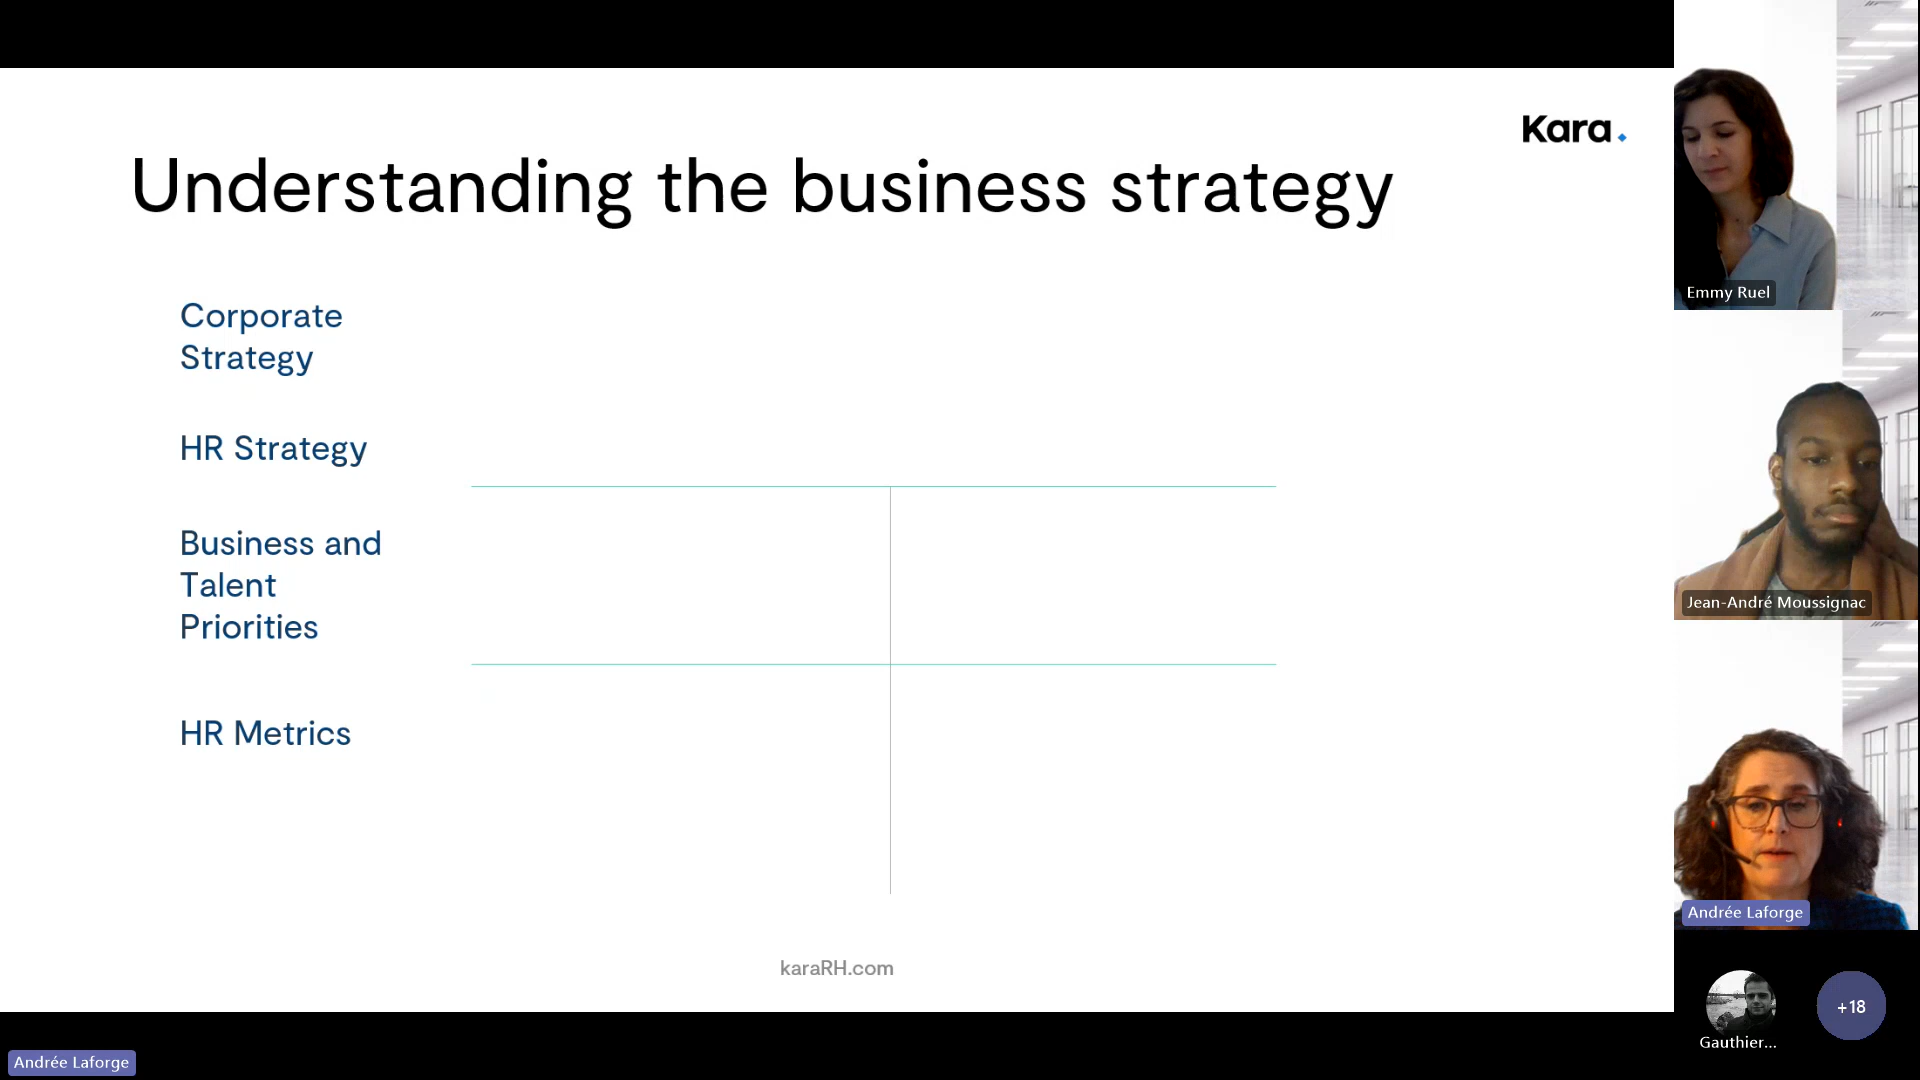 Kara
Understanding the business strategy
Corporate
Strategy
HR Strategy
Business and
Talent
Priorities
HR Metrics
karaRH.com
Emmy Ruel
Jean-André Moussignac
Andrée Laforge
Gauthier...
+18
Andrée Laforge